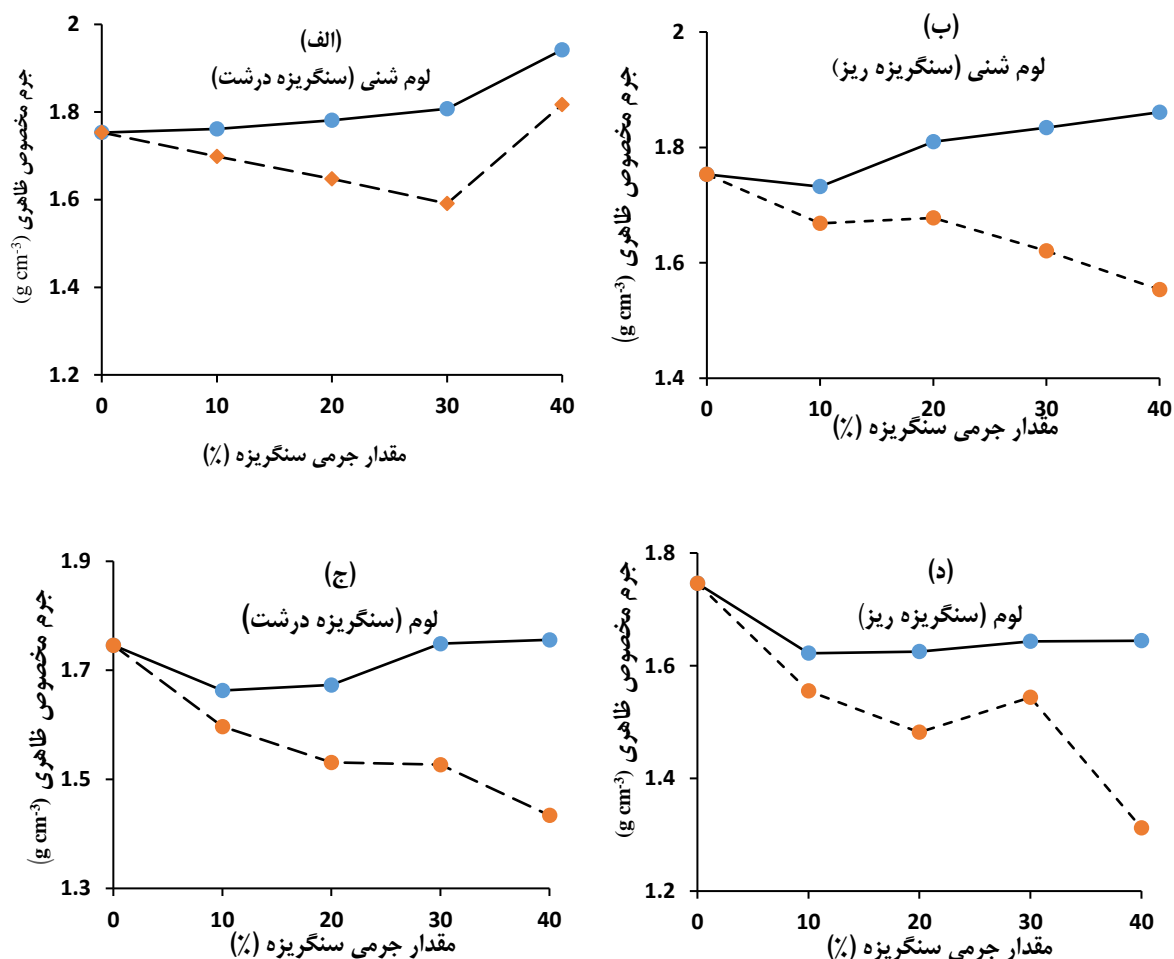 (الف)
لوم شنی (سنگریزه درشت)
جرم مخصوص ظاهری (g cm-3)
2
1.8
1.6
1.4
1.2
0 10 20 30 40
مقدار جرمی سنگریزه (٪)
(ب)
لوم شنی (سنگریزه ریز)
جرم مخصوص ظاهری (g cm-3)
2
1.8
1.6
1.4
0 10 20 30 40
مقدار جرمی سنگریزه (٪)
(ج)
لوم (سنگریزه درشت)
جرم مخصوص ظاهری (g cm-3)
1.9
1.7
1.5
1.3
0 10 20 30 40
مقدار جرمی سنگریزه (٪)
(د)
لوم (سنگریزه ریز)
جرم مخصوص ظاهری (g cm-3)
1.8
1.6
1.4
1.2
0 10 20 30 40
مقدار جرمی سنگریزه (٪)